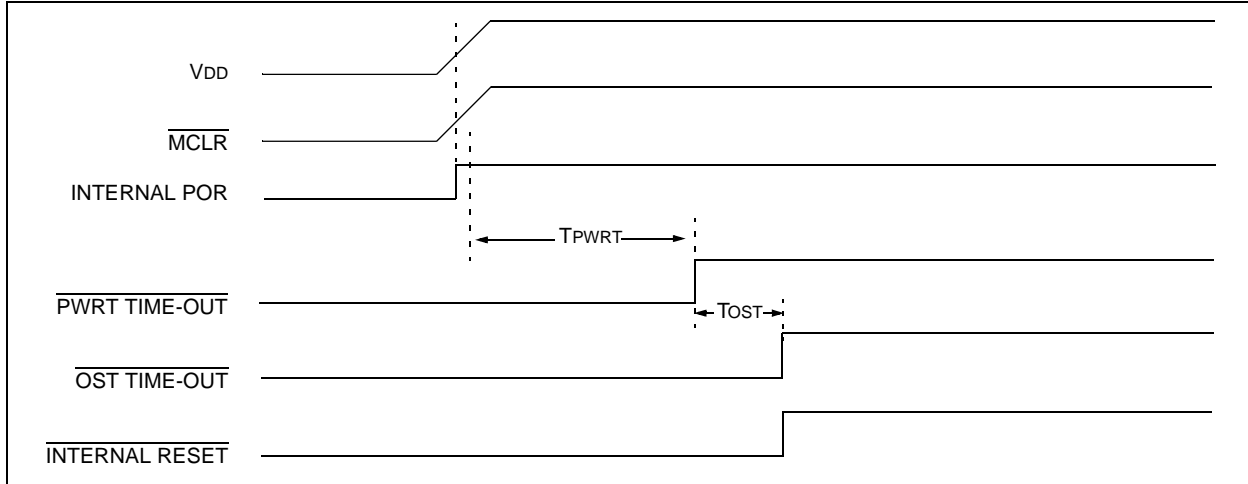 VDD
MCLR
INTERNAL POR
TPWRT
PWRT TIME-OUT
TOST
OST TIME-OUT
INTERNAL RESET